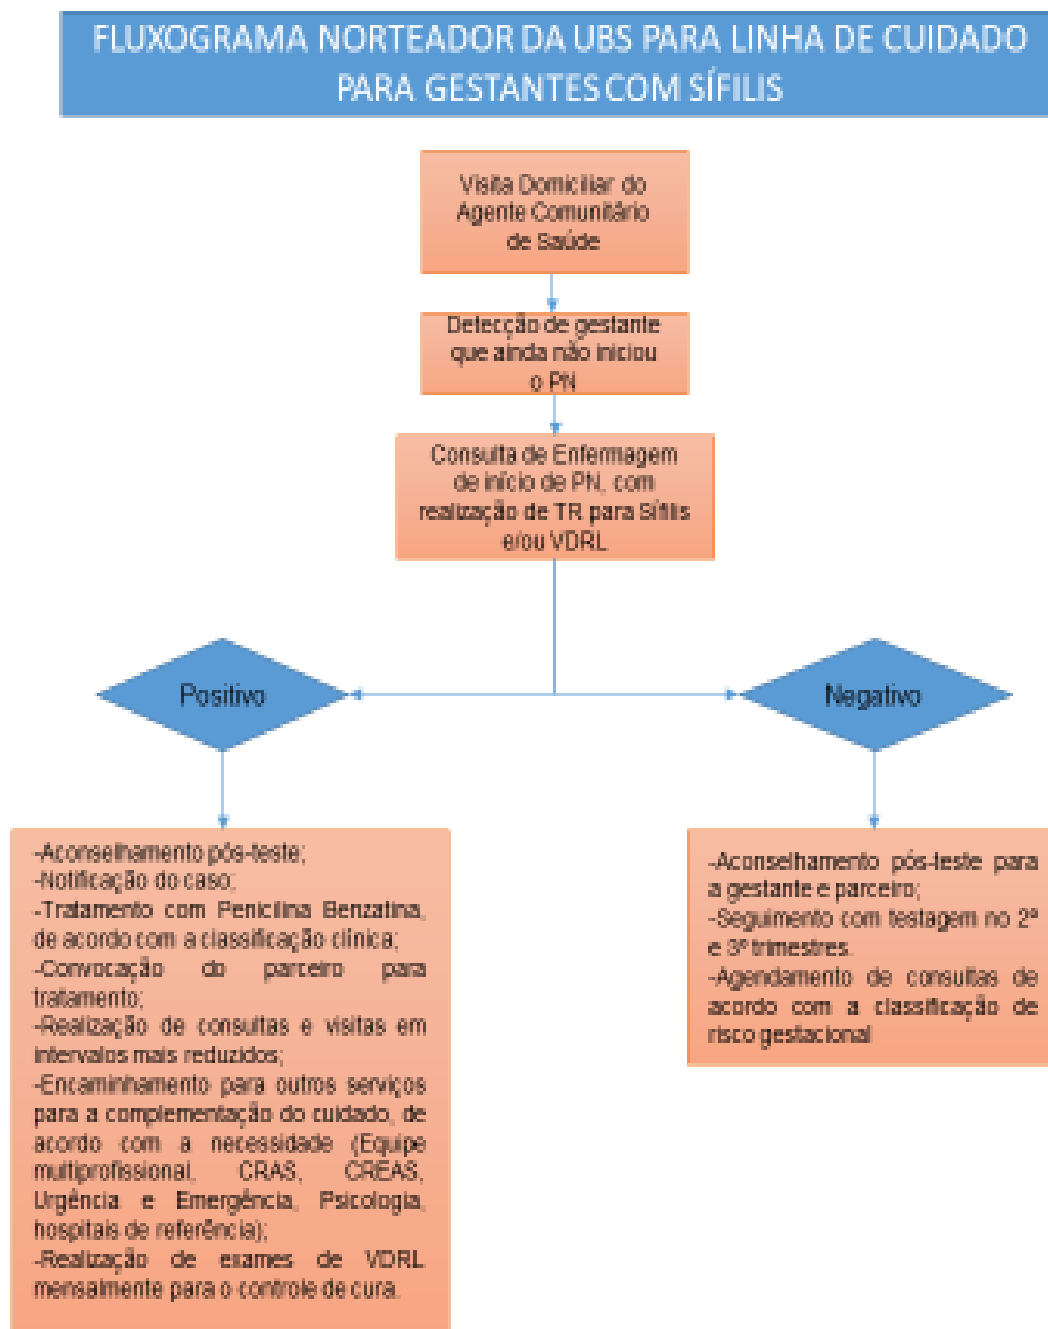 FLUXOGRAMA NORTEADOR DA UBS PARA LINHA DE CUIDADO
PARA GESTANTES COM SÍFILIS
Visita Domiciliar do
Agente Comunitário
de Saúde
Detecção de gestante
que ainda não iniciou
o PN
Consulta de Enfermagem
de início de PN, com
realização de TR para Sífilis
e/ou VDRL
Positivo
Negativo
-Aconselhamento pós-teste;
-Notificação do caso;
-Tratamento com Penicilina Benzatina,
de acordo com a classificação clínica;
-Convocação do parceiro para
tratamento;
-Realização de consultas e visitas em
intervalos mais reduzidos;
-Encaminhamento para outros serviços
para a complementação do cuidado, de
acordo com a necessidade (Equipe
multiprofissional, CRAS, CREAS,
Urgência e Emergência, Psicologia,
hospitais de referência);
-Realização de exames de VDRL
mensalmente para o controle de cura.
-Aconselhamento pós-teste para
a gestante e parceiro;
-Seguimento com testagem no 2º
e 3º trimestres.
-Agendamento de consultas de
acordo com a classificação de
risco gestacional